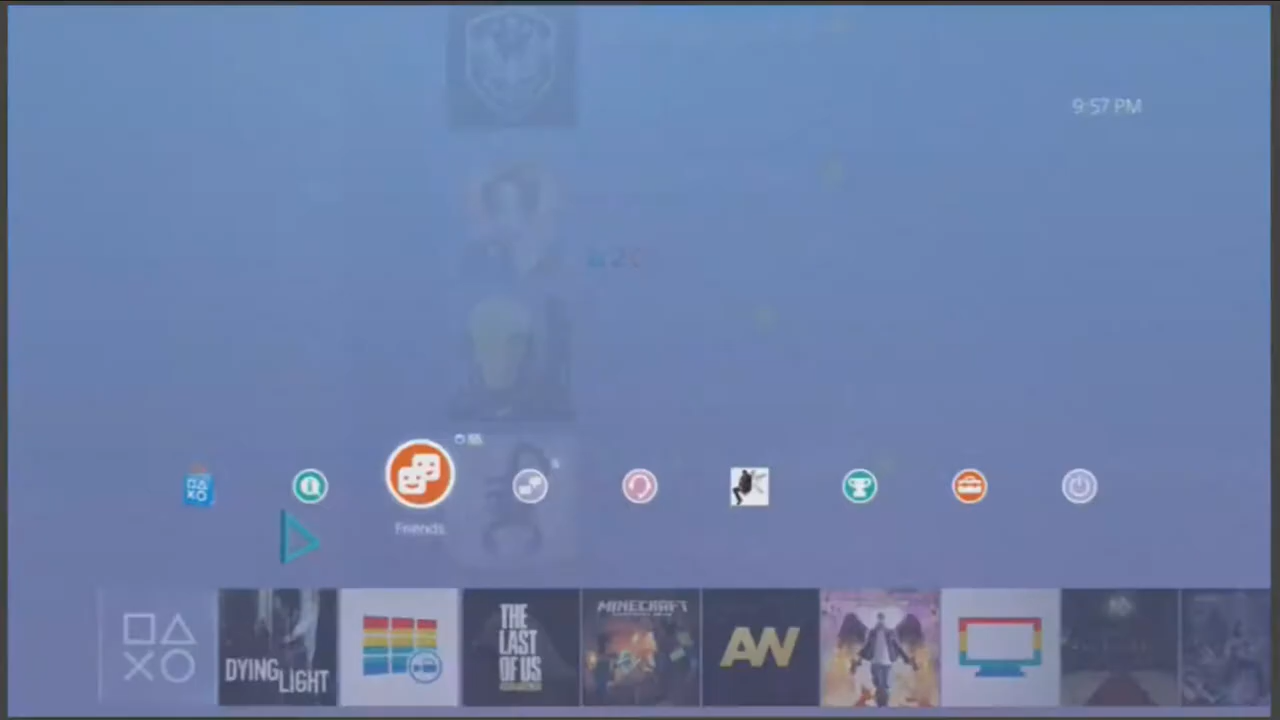 9:57 PM
Friends
DYING
LIGHT
THE
LAST
OF US
MINECRAFT
AW